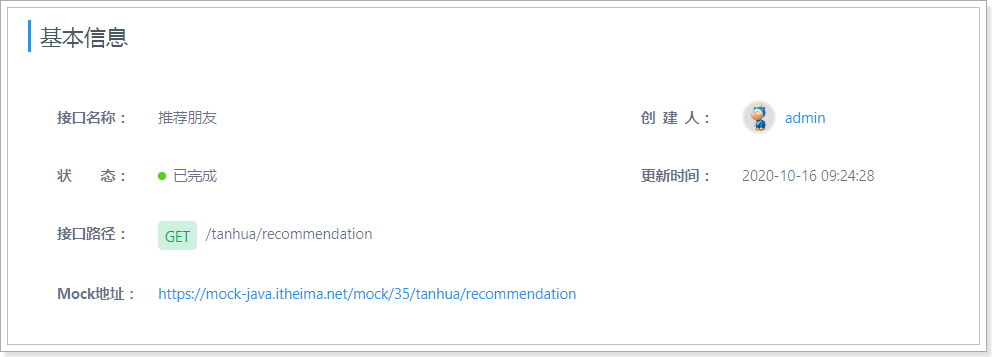 基本信息
接口名称： 推荐朋友 创 建 人： admin
状 态： 已完成 更新时间： 2020-10-16 09:24:28
接口路径： GET /tanhua/recommendation
Mock地址： https://mock-java.itheima.net/mock/35/tanhua/recommendation